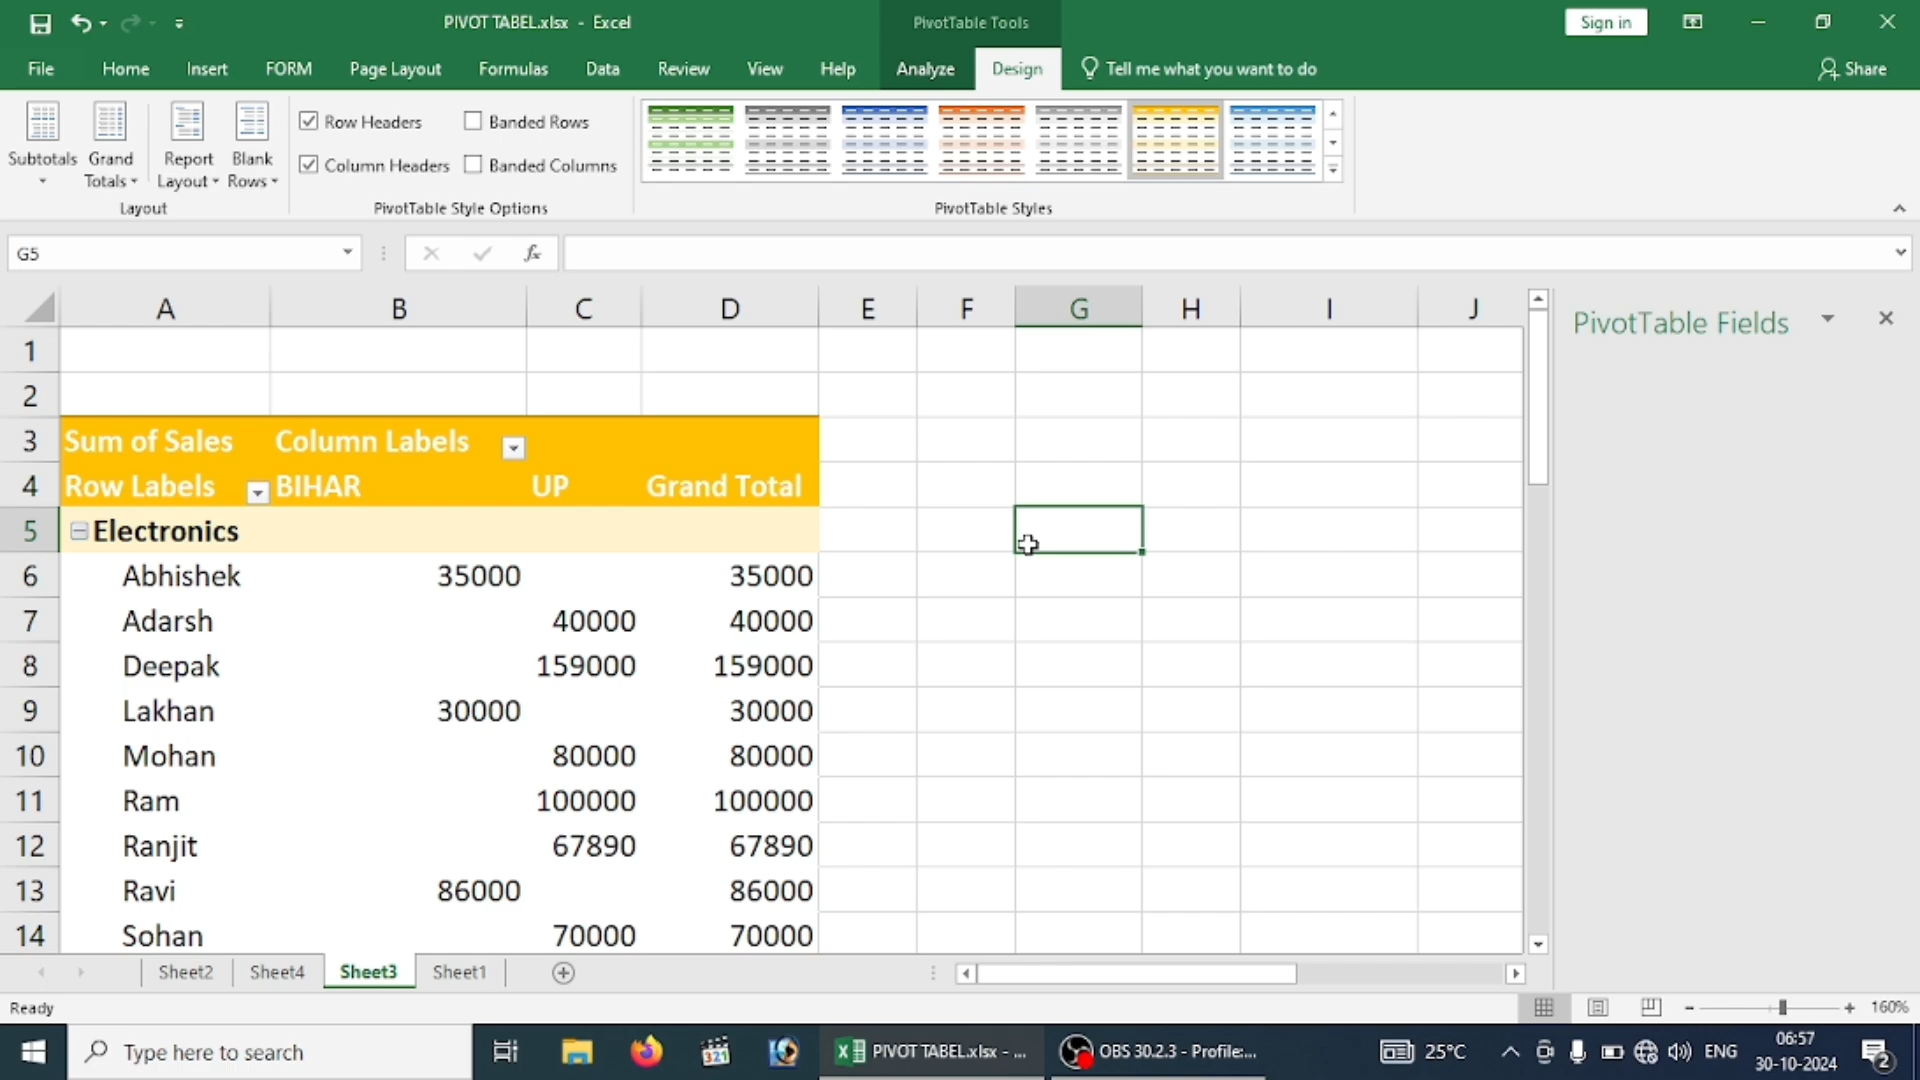 PIVOT TABEL.xlsx - Excel
PivotTable Tools
Sign in
File Home Insert FORM Page Layout Formulas Data Review View Help Analyze Design Tell me what you want to do Share
Subtotals
Grand Totals
Report Layout
Blank Rows
Layout
Row Headers
Banded Rows
Column Headers
Banded Columns
PivotTable Style Options
PivotTable Styles
G5
fx
A B C D E F G H I J
PivotTable Fields
1
2
3 Sum of Sales Column Labels
4 Row Labels BIHAR UP Grand Total
5 Electronics
6 Abhishek 35000 35000
7 Adarsh 40000 40000
8 Deepak 159000 159000
9 Lakhan 30000 30000
10 Mohan 80000 80000
11 Ram 100000 100000
12 Ranjit 67890 67890
13 Ravi 86000 86000
14 Sohan 70000 70000
Sheet2 Sheet4 Sheet3 Sheet1
Ready
160%
Type here to search
321
PIVOT TABEL.xlsx - ...
OBS 30.2.3 - Profile:...
25°C
ENG
06:57
30-10-2024
2